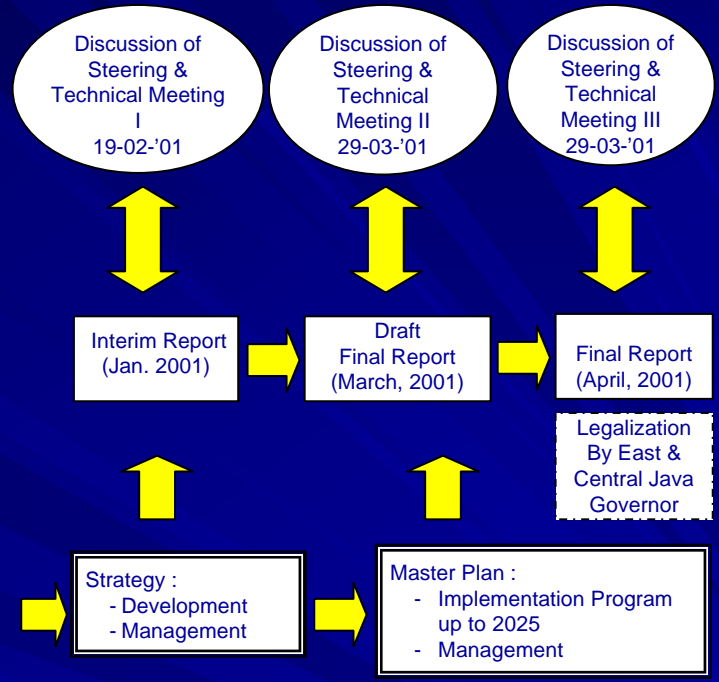 Discussion of
Steering &
Technical Meeting
I
19-02-'01
Discussion of
Steering &
Technical
Meeting II
29-03-'01
Discussion of
Steering &
Technical
Meeting III
29-03-'01
Interim Report
(Jan. 2001)
Draft
Final Report
(March, 2001)
Final Report
(April, 2001)
Legalization
By East &
Central Java
Governor
Strategy :
- Development
- Management
Master Plan :
- Implementation Program
up to 2025
- Management